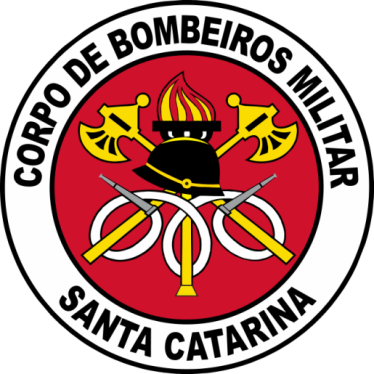 CORPO DE BOMBEIROS MILITAR
SANTA CATARINA